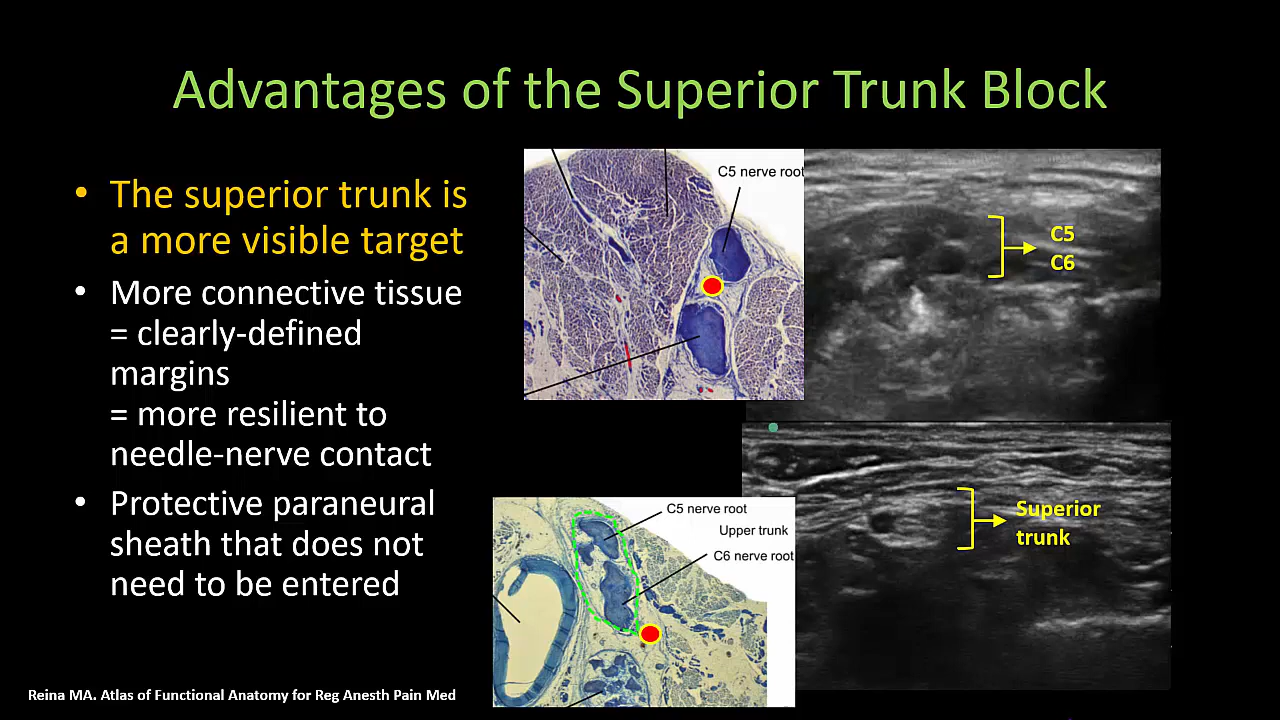 Advantages of the Superior Trunk Block
• The superior trunk is
a more visible target
• More connective tissue
= clearly-defined
margins
= more resilient to
needle-nerve contact
• Protective paraneural
sheath that does not
need to be entered
C5 nerve root
C5
C6
C5 nerve root
Upper trunk
C6 nerve root
Superior
trunk
Reina MA. Atlas of Functional Anatomy for Reg Anesth Pain Med